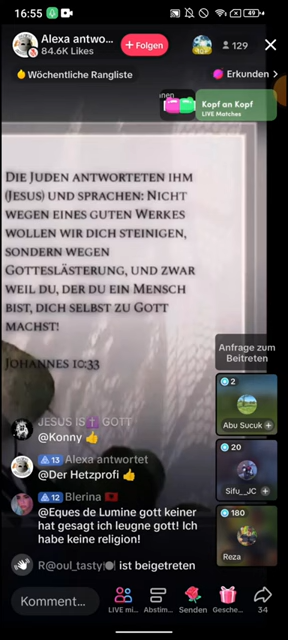 16:55
49
Alexa antwo...
84.6K Likes
+ Folgen
129
Wöchentliche Rangliste
Erkunden >
nen
Kopf an Kopf
LIVE Matches
Die Juden antworteten ihm
(Jesus) und sprachen: Nicht
wegen eines guten Werkes
wollen wir dich steinigen,
sondern wegen
Gotteslästerung, und zwar
weil du, der du ein Mensch
bist, dich selbst zu Gott
machst!
Johannes 10:33
Anfrage zum
Beitreten
2
Abu Sucuk +
20
Sifu__JC +
180
Reza
JESUS IS✝️ GOTT
@Konny 👍
13 Alexa antwortet
@Der Hetzprofi 👍
12 Blerina 🇦🇱
@Eques de Lumine gott keiner
hat gesagt ich leugne gott! Ich
habe keine religion!
R@oul_tasty🍽 ist beigetreten
Komment...
LIVE mi...
Abstim...
Senden
Gesche...
34